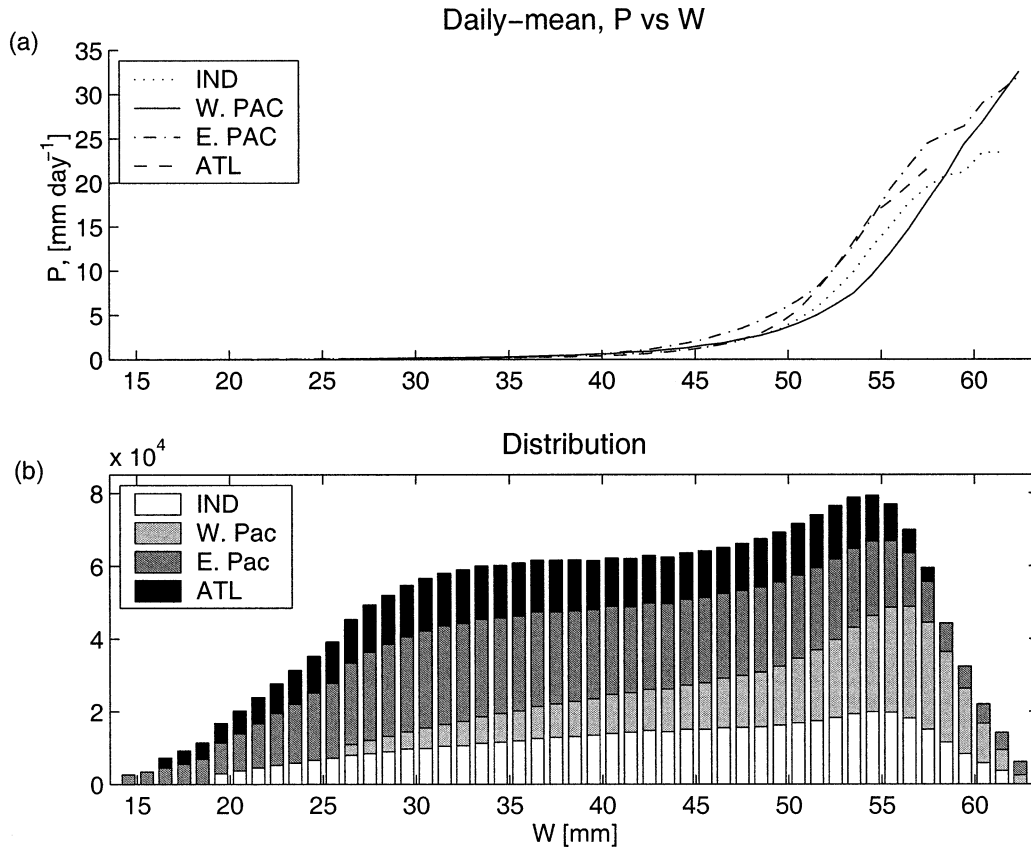 (a)
Daily-mean, P vs W
35
30
25
20
15
10
5
0
P, [mm day⁻¹]
IND
W. PAC
E. PAC
ATL
15 20 25 30 35 40 45 50 55 60
(b)
x 10⁴
Distribution
8
6
4
2
0
IND
W. Pac
E. Pac
ATL
15 20 25 30 35 40 45 50 55 60
W [mm]